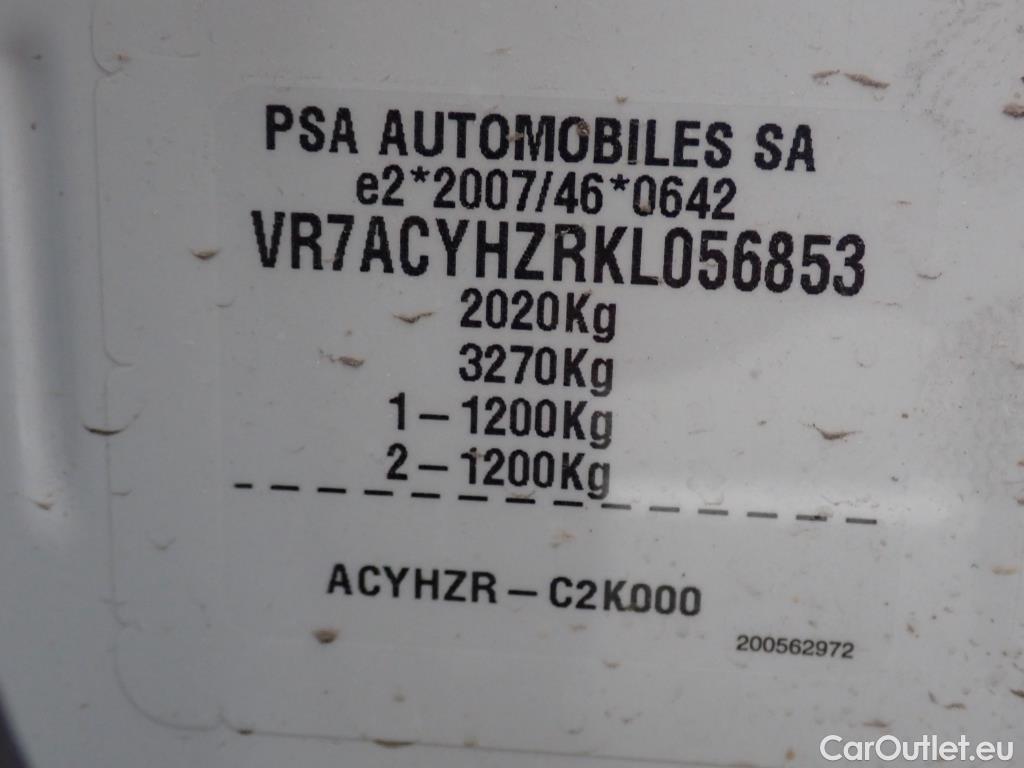 PSA AUTOMOBILES SA
e2*2007/46*0642
VR7ACYHZRKL056853
2020Kg
3270Kg
1-1200Kg
2-1200Kg
ACYHZR-C2K000
200562972
CarOutlet.eu